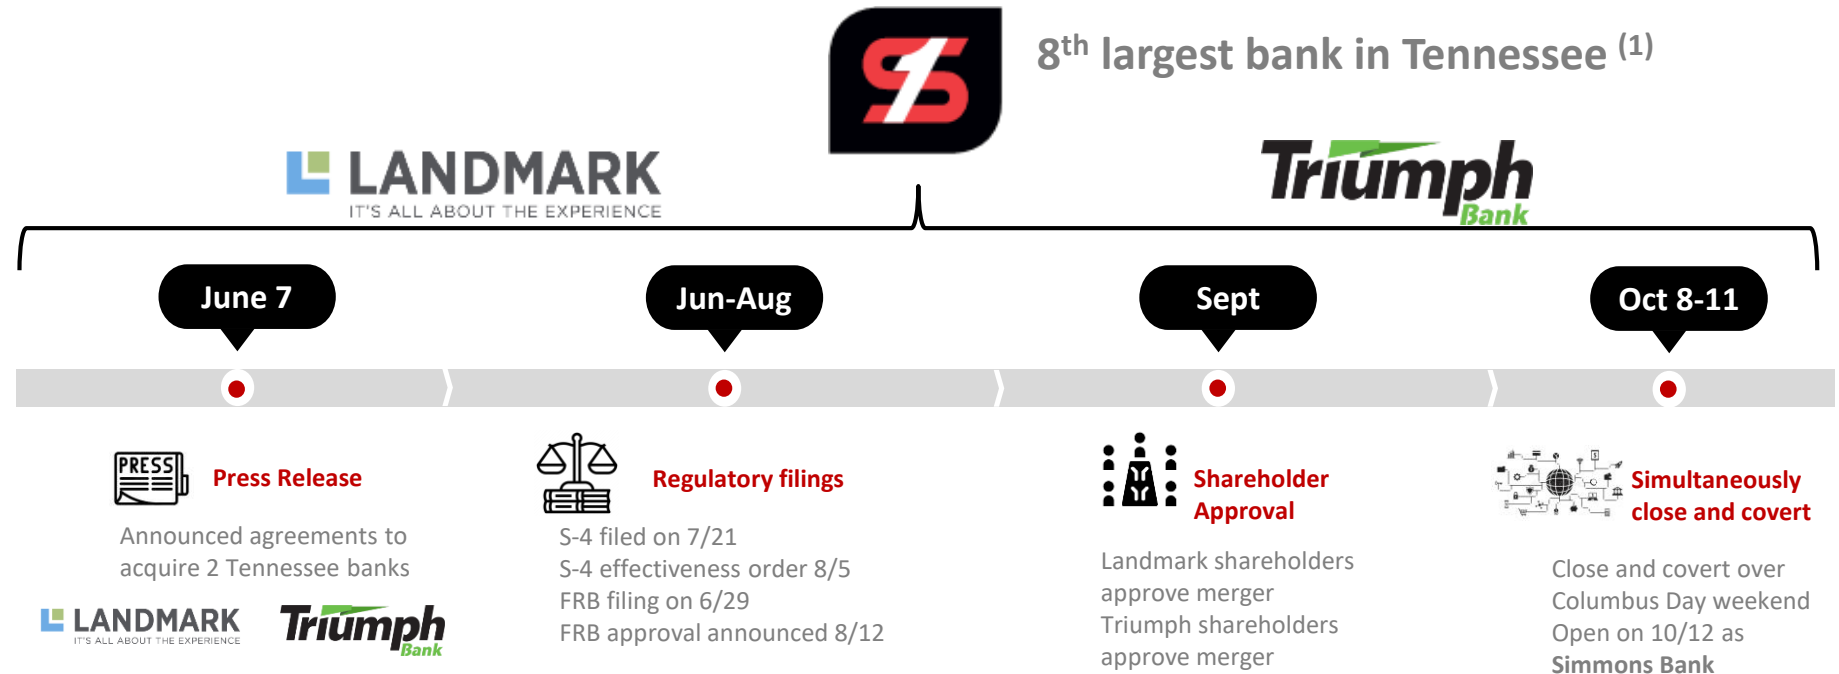 S1
8th largest bank in Tennessee (1)
LANDMARK
IT'S ALL ABOUT THE EXPERIENCE
Triumph
Bank
June 7
Jun-Aug
Sept
Oct 8-11
PRESS
Press Release
Announced agreements to
acquire 2 Tennessee banks
LANDMARK
IT'S ALL ABOUT THE EXPERIENCE
Triumph
Bank
Regulatory filings
S-4 filed on 7/21
S-4 effectiveness order 8/5
FRB filing on 6/29
FRB approval announced 8/12
Shareholder
Approval
Landmark shareholders
approve merger
Triumph shareholders
approve merger
Simultaneously
close and covert
Close and covert over
Columbus Day weekend
Open on 10/12 as
Simmons Bank